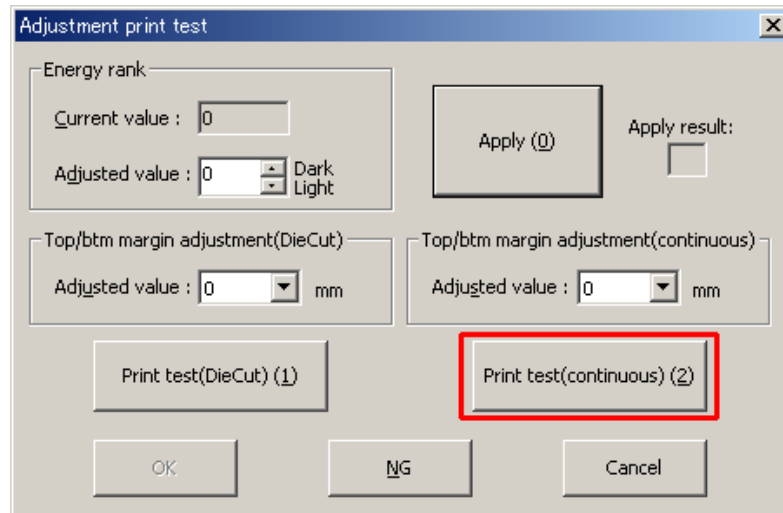 Adjustment print test
Energy rank
Current value : 0
Adjusted value : 0 Dark
Light
Apply (0)
Apply result:
Top/btm margin adjustment(DieCut)
Adjusted value : 0 mm
Top/btm margin adjustment(continuous)
Adjusted value : 0 mm
Print test(DieCut) (1)
Print test(continuous) (2)
OK
NG
Cancel